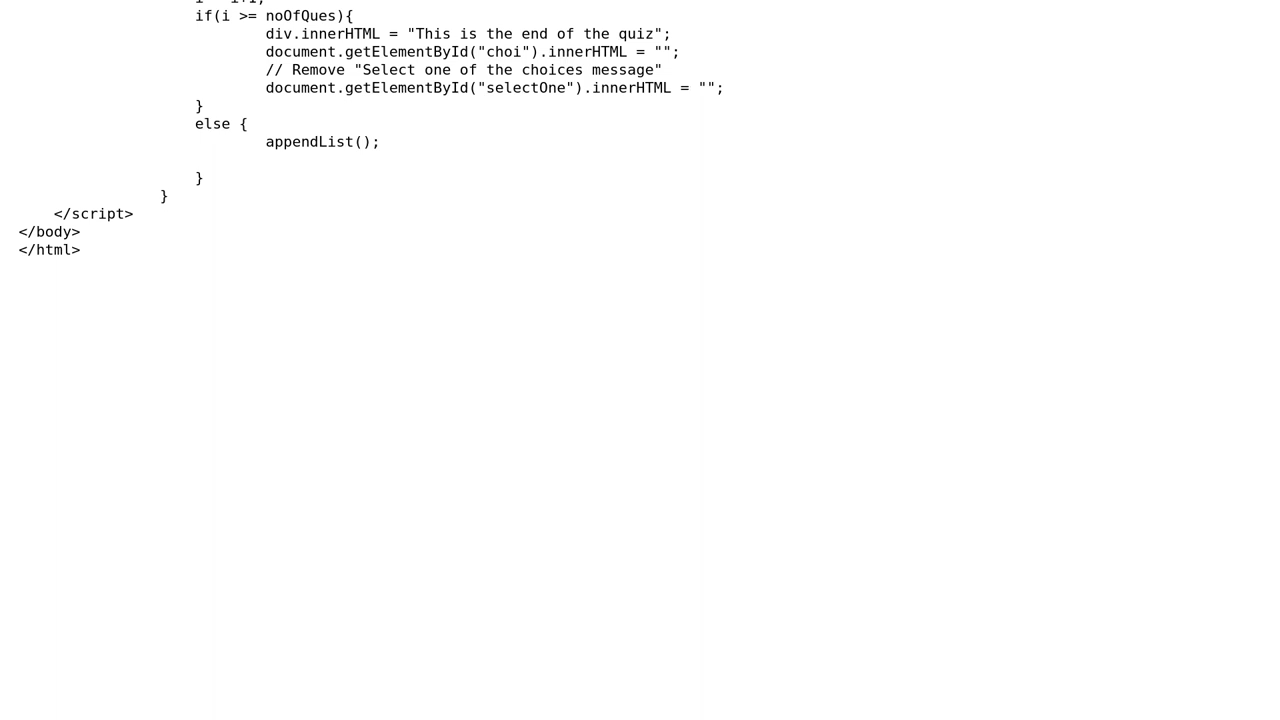 if(i >= noOfQues){
div.innerHTML = "This is the end of the quiz";
document.getElementById("choi").innerHTML = "";
// Remove "Select one of the choices message"
document.getElementById("selectOne").innerHTML = "";
}
else {
appendList();
}
}
</script>
</body>
</html>